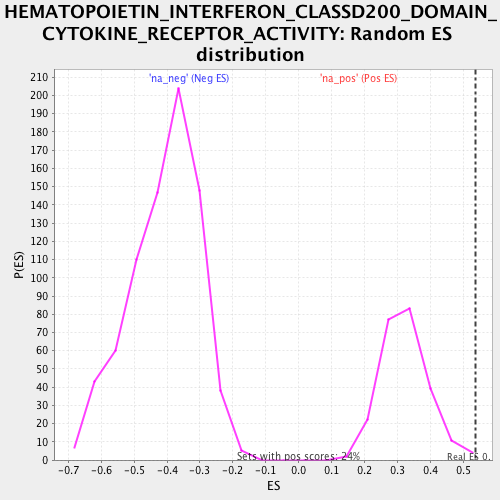 HEMATOPOIETIN_INTERFERON_CLASSD200_DOMAIN_
CYTOKINE_RECEPTOR_ACTIVITY: Random ES
distribution
'na_neg' (Neg ES) 'na_pos' (Pos ES)
P(ES)
210
200
190
180
170
160
150
140
130
120
110
100
90
80
70
60
50
40
30
20
10
0
Sets with pos scores: 24%
Real ES 0.
-0.7 -0.6 -0.5 -0.4 -0.3 -0.2 -0.1 0.0 0.1 0.2 0.3 0.4 0.5
ES